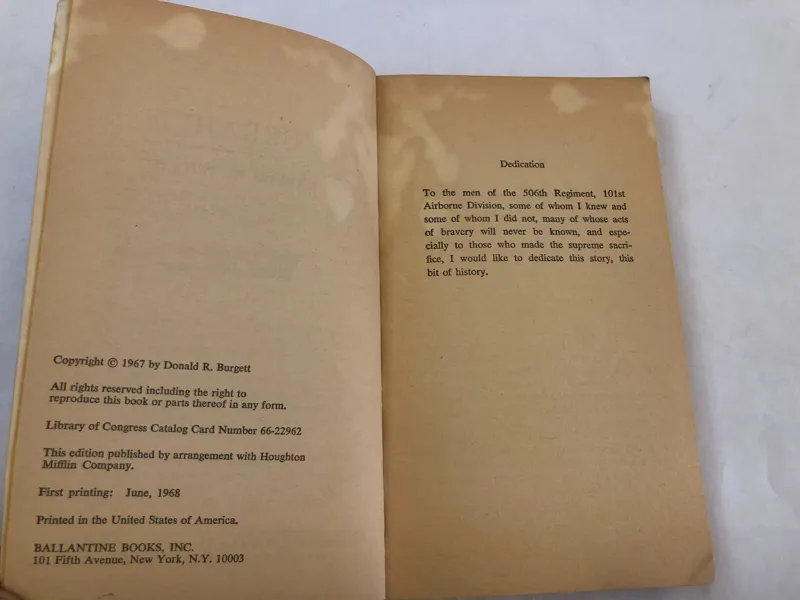 Copyright © 1967 by Donald R. Burgett
All rights reserved including the right to
reproduce this book or parts thereof in any form.
Library of Congress Catalog Card Number 66-22962
This edition published by arrangement with Houghton
Mifflin Company.
First printing: June, 1968
Printed in the United States of America.
BALLANTINE BOOKS, INC.
101 Fifth Avenue, New York, N.Y. 10003
Dedication
To the men of the 506th Regiment, 101st
Airborne Division, some of whom I knew and
some of whom I did not, many of whose acts
of bravery will never be known, and espe-
cially to those who made the supreme sacri-
fice, I would like to dedicate this story, this
bit of history.